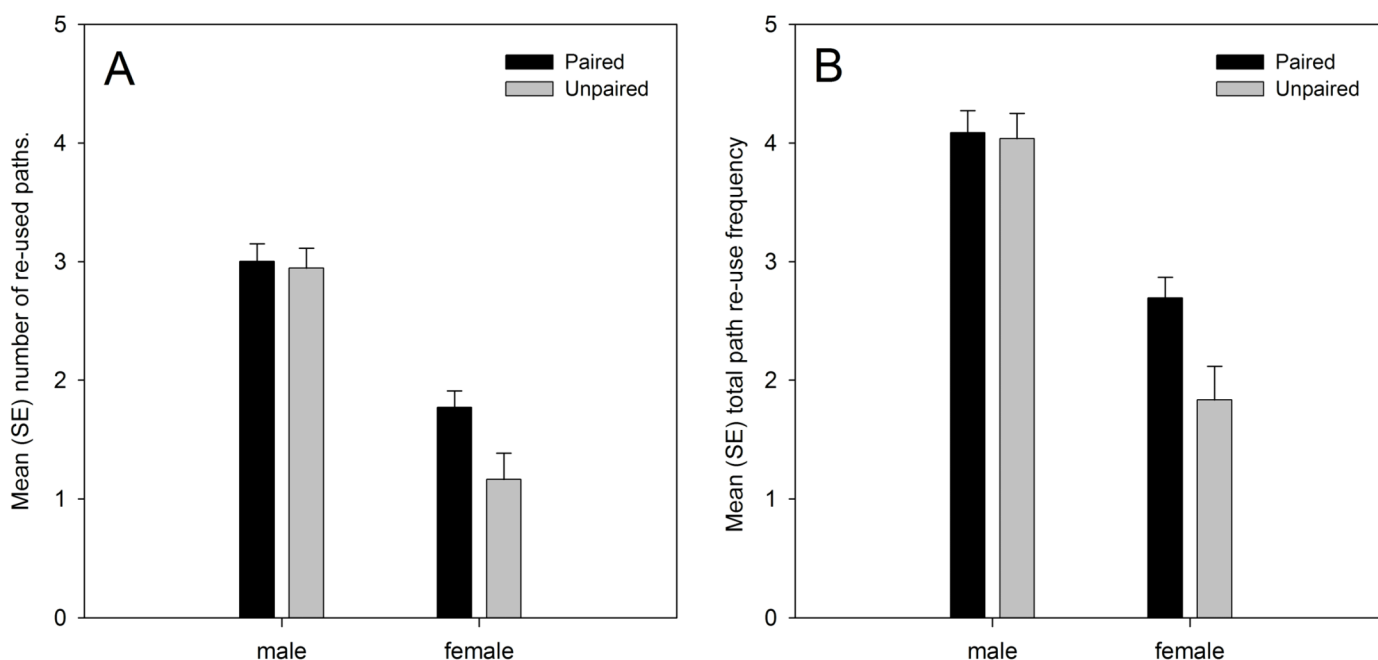 A
Paired
Unpaired
Mean (SE) number of re-used paths.
5
4
3
2
1
0
male
female
B
Paired
Unpaired
Mean (SE) total path re-use frequency
5
4
3
2
1
0
male
female